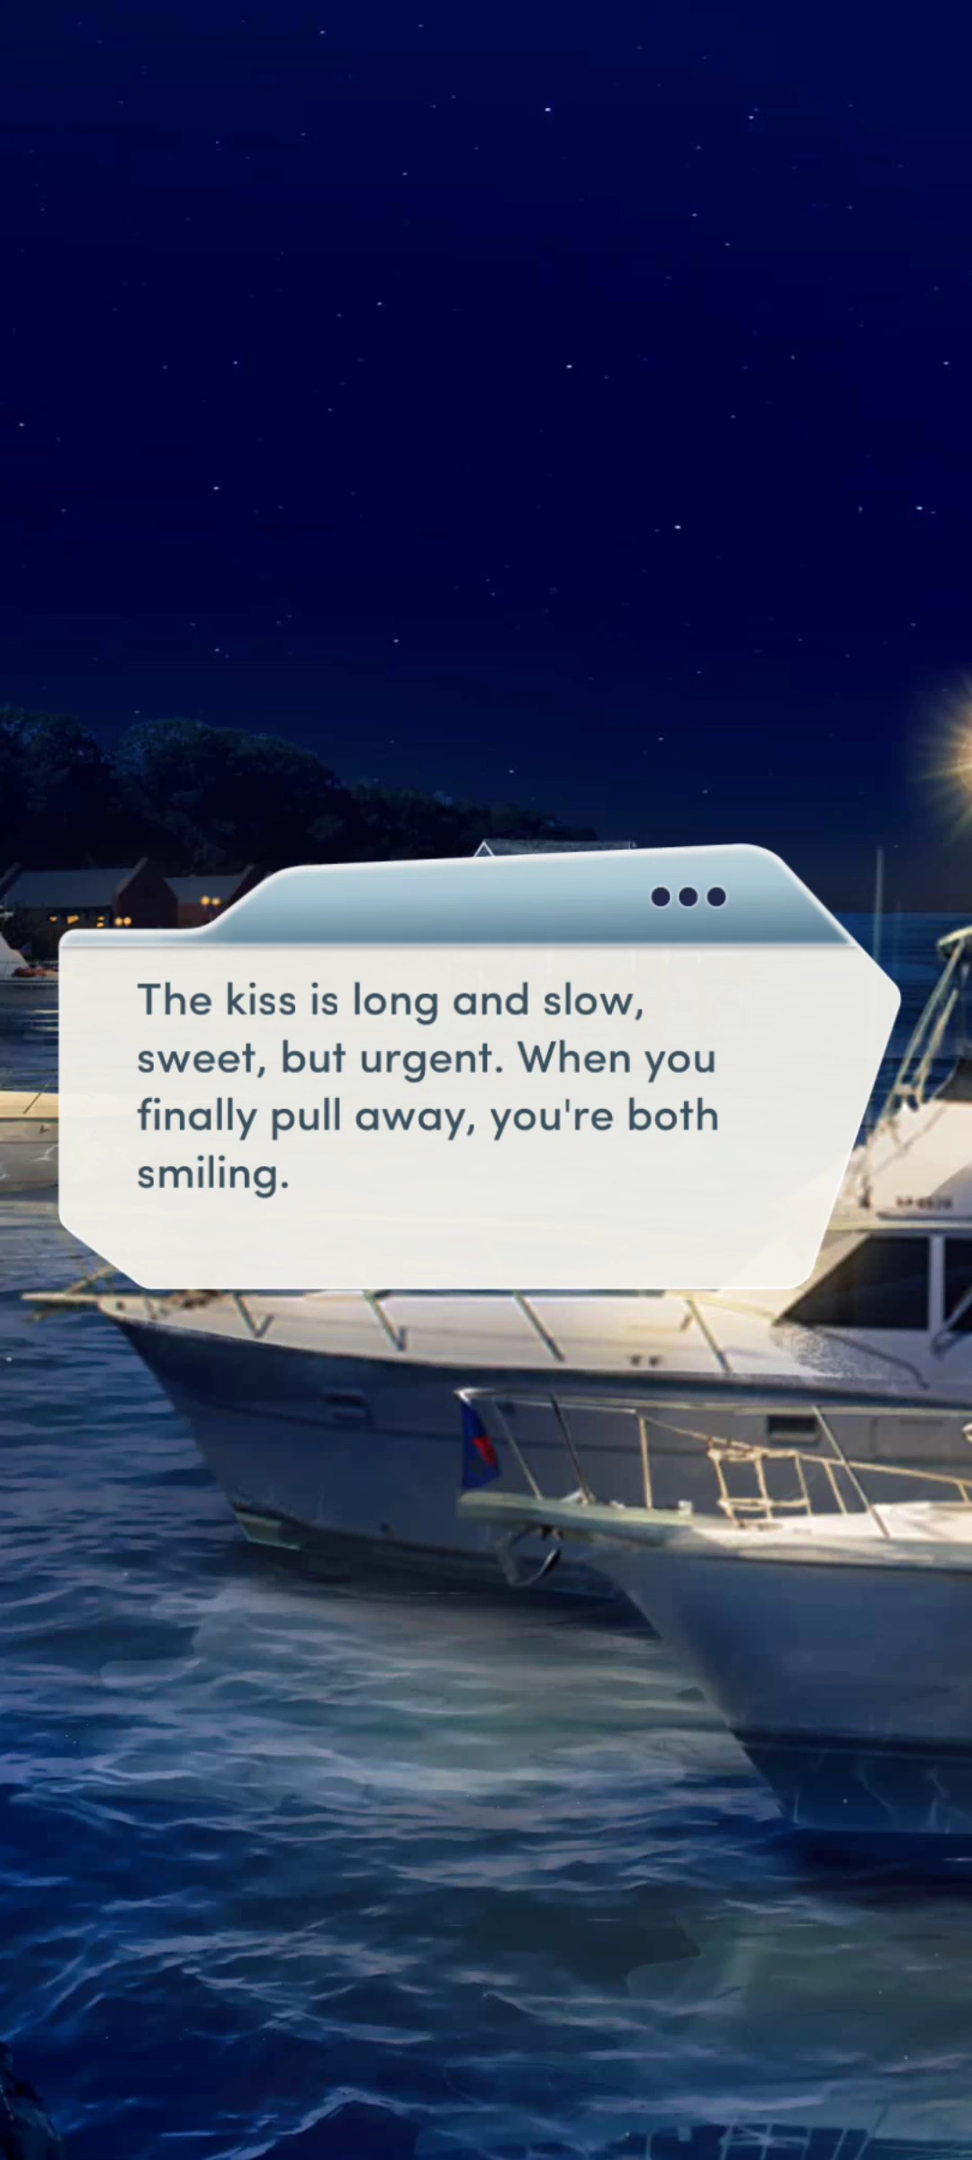 The kiss is long and slow,
sweet, but urgent. When you
finally pull away, you're both
smiling.